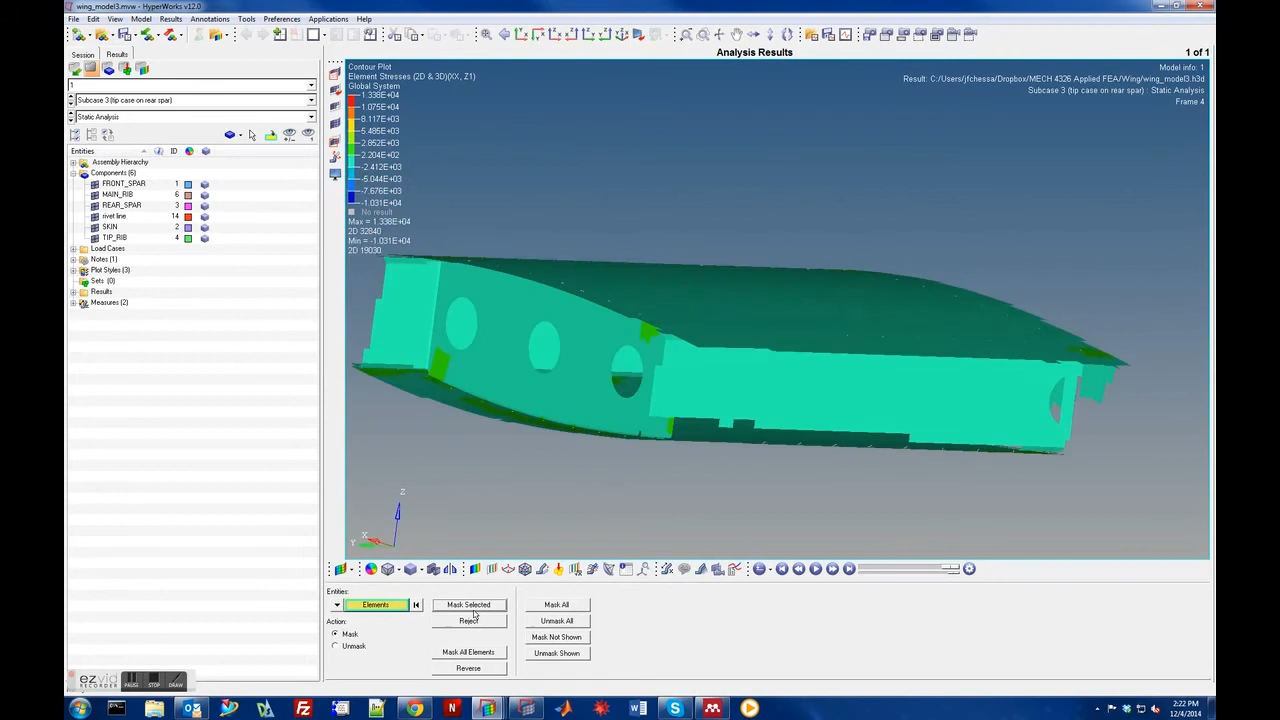 wing_model3.mvw - HyperWorks v12.0
File Edit View Model Results Annotations Tools Preferences Applications Help
Session Results
Analysis Results
1 of 1
1
Subcase 3 (tip case on rear spar)
Static Analysis
Entities ID
Assembly Hierarchy
Components (6)
FRONT_SPAR 1
MAIN_RIB 6
REAR_SPAR 3
rivet line 14
SKIN 2
TIP_RIB 4
Load Cases
Notes (1)
Plot Styles (3)
Sets (0)
Results
Measures (2)
Contour Plot
Element Stresses (2D & 3D)(XX, Z1)
Global System
1.338E+04
1.075E+04
8.117E+03
5.485E+03
2.852E+03
2.204E+02
-2.412E+03
-5.044E+03
-7.676E+03
-1.031E+04
No result
Max = 1.338E+04
2D 32840
Min = -1.031E+04
2D 19030
Model info: 1
Result: C:/Users/jfchessa/Dropbox/MECH 4326 Applied FEA/Wing/wing_model3.h3d
Subcase 3 (tip case on rear spar) : Static Analysis
Frame 4
Z
X
Y
Entities:
Elements
Action:
Mask
Unmask
Mask Selected
Reject
Mask All Elements
Reverse
Mask All
Unmask All
Mask Not Shown
Unmask Shown
ezvid
RECORDER
PAUSE STOP DRAW
2:22 PM
12/4/2014